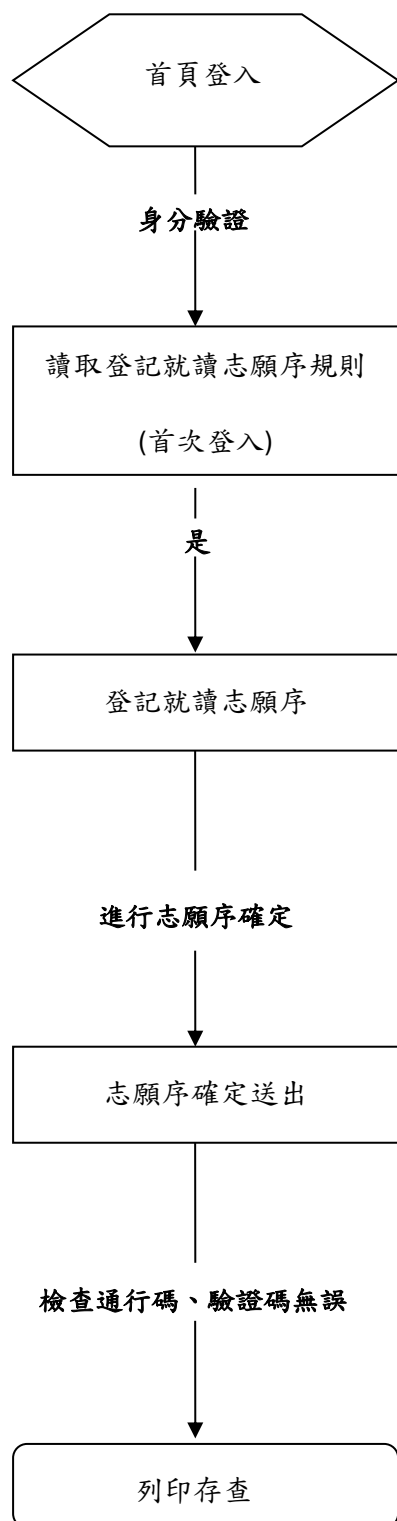 首頁登入
身分驗證
讀取登記就讀志願序規則
(首次登入)
是
登記就讀志願序
進行志願序確定
志願序確定送出
檢查通行碼、驗證碼無誤
列印存查